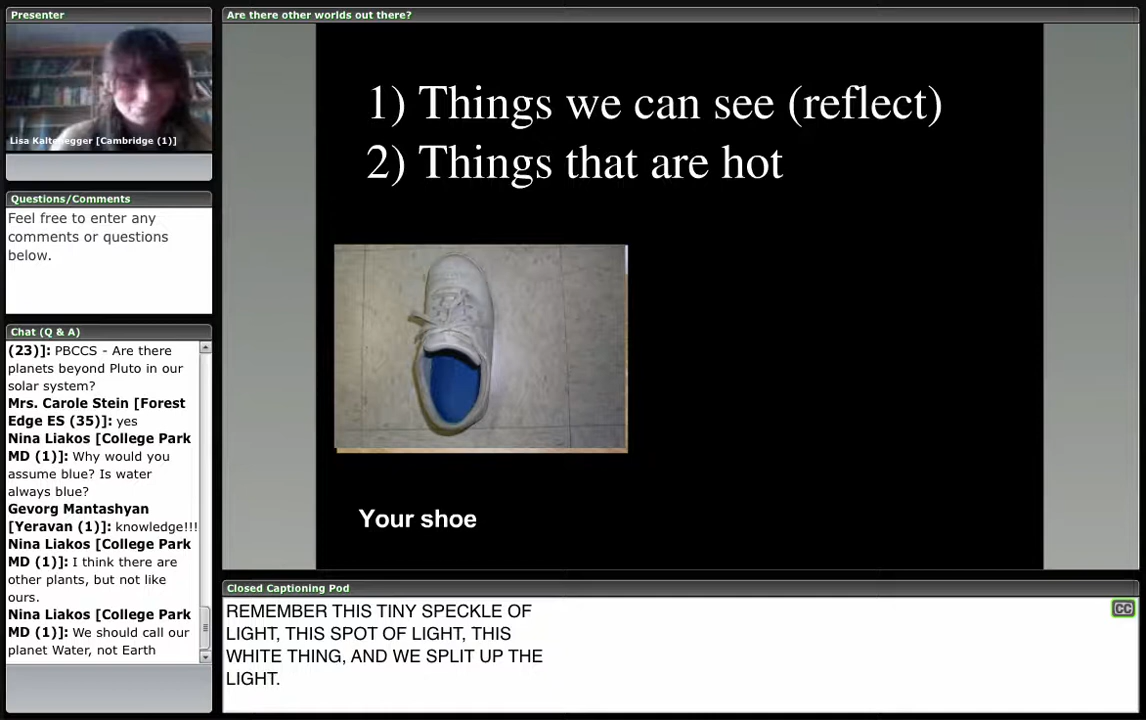 Presenter
Lisa Kaltenegger [Cambridge (1)]
Questions/Comments
Feel free to enter any
comments or questions
below.
Chat (Q & A)
(23)]: PBCCS - Are there
planets beyond Pluto in our
solar system?
Mrs. Carole Stein [Forest
Edge ES (35)]: yes
Nina Liakos [College Park
MD (1)]: Why would you
assume blue? Is water
always blue?
Gevorg Mantashyan
[Yeravan (1)]: knowledge!!!
Nina Liakos [College Park
MD (1)]: I think there are
other plants, but not like
ours.
Nina Liakos [College Park
MD (1)]: We should call our
planet Water, not Earth
Are there other worlds out there?
1) Things we can see (reflect)
2) Things that are hot
Your shoe
Closed Captioning Pod
REMEMBER THIS TINY SPECKLE OF
LIGHT, THIS SPOT OF LIGHT, THIS
WHITE THING, AND WE SPLIT UP THE
LIGHT.
CC